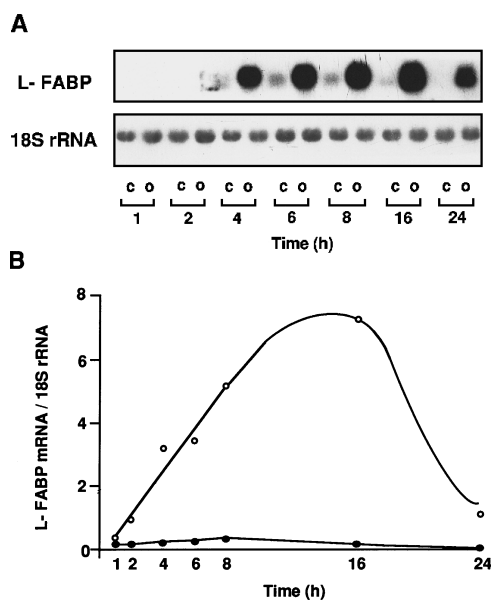 A
L- FABP
18S rRNA
c o c o c o c o c o c o c o
1 2 4 6 8 16 24
Time (h)
B
L- FABP mRNA / 18S rRNA
8
6
4
2
0
1 2 4 6 8 16 24
Time (h)